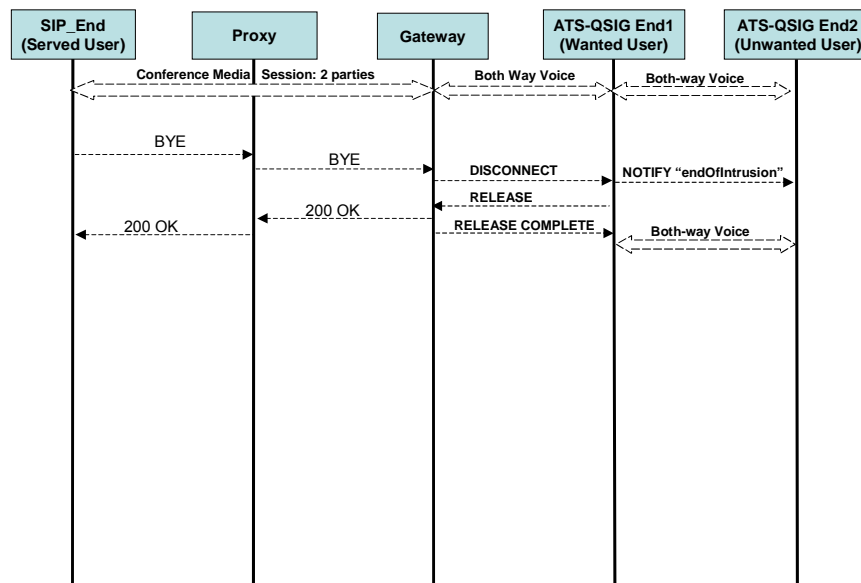 SIP_End
(Served User)
Proxy
Gateway
ATS-QSIG End1
(Wanted User)
ATS-QSIG End2
(Unwanted User)
Conference Media Session: 2 parties
Both Way Voice
Both-way Voice
BYE
BYE
DISCONNECT
NOTIFY “endOfIntrusion”
RELEASE
200 OK
200 OK
RELEASE COMPLETE
Both-way Voice